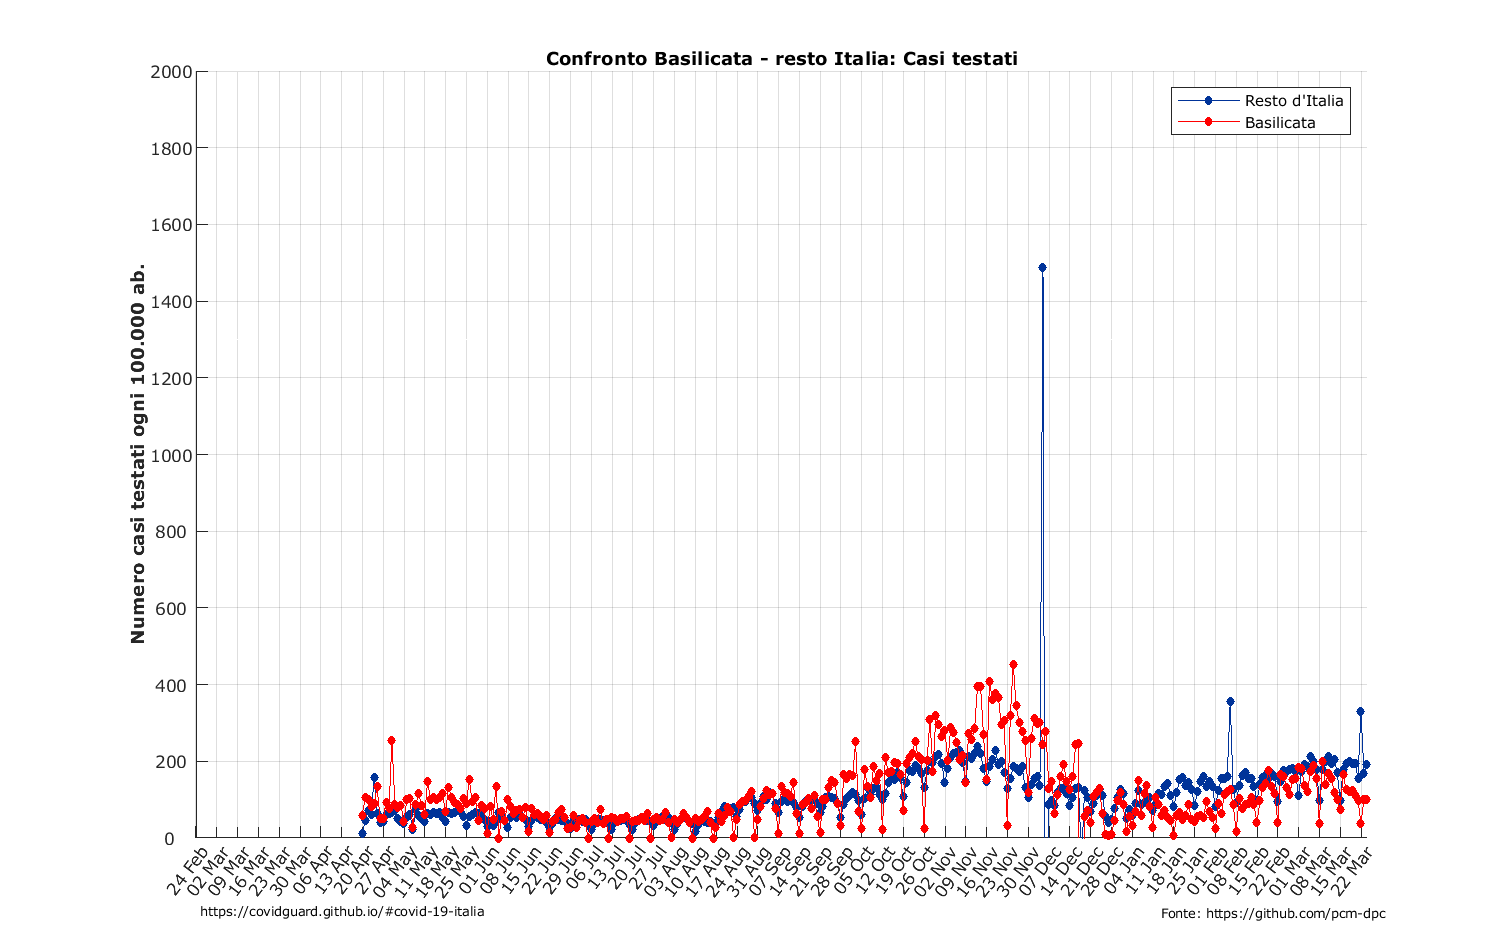 Confronto Basilicata - resto Italia: Casi testati
2000
1800
1600
1400
1200
1000
800
600
400
200
0
Numero casi testati ogni 100.000 ab.
Resto d'Italia
Basilicata
24 Feb
02 Mar
09 Mar
16 Mar
23 Mar
30 Mar
06 Apr
13 Apr
20 Apr
27 Apr
04 May
11 May
18 May
25 May
01 Jun
08 Jun
15 Jun
22 Jun
29 Jun
06 Jul
13 Jul
20 Jul
27 Jul
03 Aug
10 Aug
17 Aug
24 Aug
31 Aug
07 Sep
14 Sep
21 Sep
28 Sep
05 Oct
12 Oct
19 Oct
26 Oct
02 Nov
09 Nov
16 Nov
23 Nov
30 Nov
07 Dec
14 Dec
21 Dec
28 Dec
04 Jan
11 Jan
18 Jan
25 Jan
01 Feb
08 Feb
15 Feb
22 Feb
01 Mar
08 Mar
15 Mar
22 Mar
https://covidguard.github.io/#covid-19-italia
Fonte: https://github.com/pcm-dpc